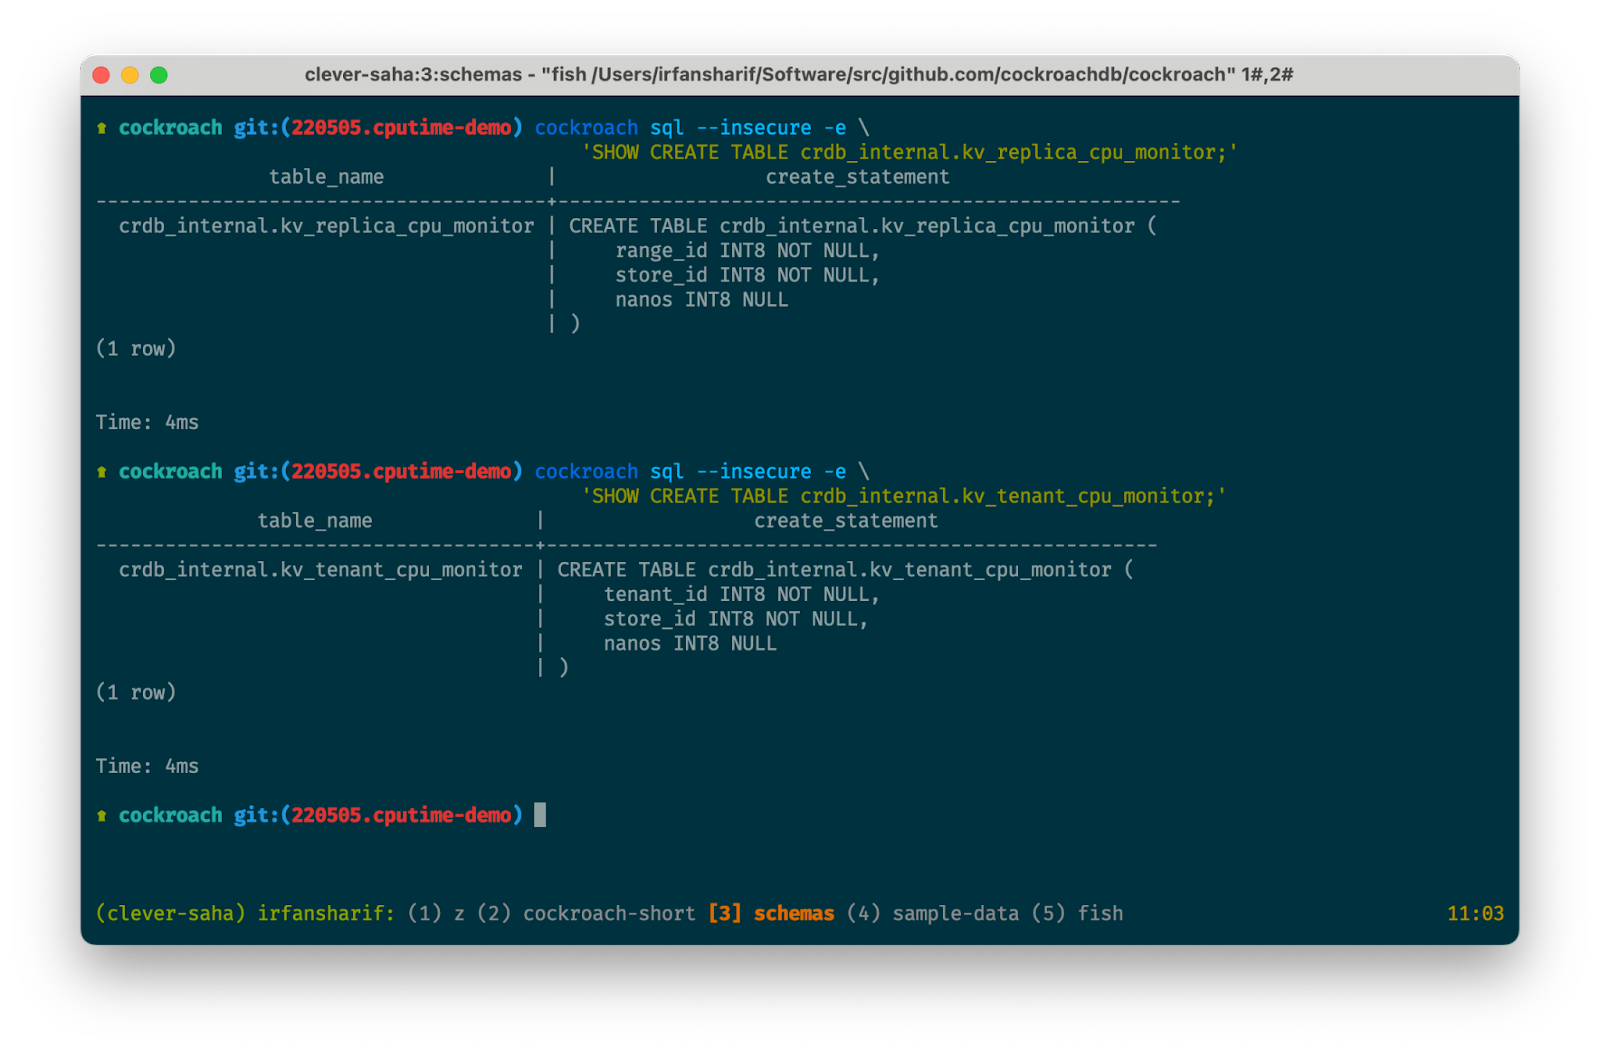 clever-saha:3:schemas - "fish /Users/irfansharif/Software/src/github.com/cockroachdb/cockroach" 1#,2#
⬆ cockroach git:(220505.cputime-demo) cockroach sql --insecure -e \
'SHOW CREATE TABLE crdb_internal.kv_replica_cpu_monitor;'
table_name | create_statement
---------------------------------------+------------------------------------------------------
crdb_internal.kv_replica_cpu_monitor | CREATE TABLE crdb_internal.kv_replica_cpu_monitor (
| range_id INT8 NOT NULL,
| store_id INT8 NOT NULL,
| nanos INT8 NULL
| )
(1 row)
Time: 4ms
⬆ cockroach git:(220505.cputime-demo) cockroach sql --insecure -e \
'SHOW CREATE TABLE crdb_internal.kv_tenant_cpu_monitor;'
table_name | create_statement
--------------------------------------+-----------------------------------------------------
crdb_internal.kv_tenant_cpu_monitor | CREATE TABLE crdb_internal.kv_tenant_cpu_monitor (
| tenant_id INT8 NOT NULL,
| store_id INT8 NOT NULL,
| nanos INT8 NULL
| )
(1 row)
Time: 4ms
⬆ cockroach git:(220505.cputime-demo)
(clever-saha) irfansharif: (1) z (2) cockroach-short [3] schemas (4) sample-data (5) fish 11:03